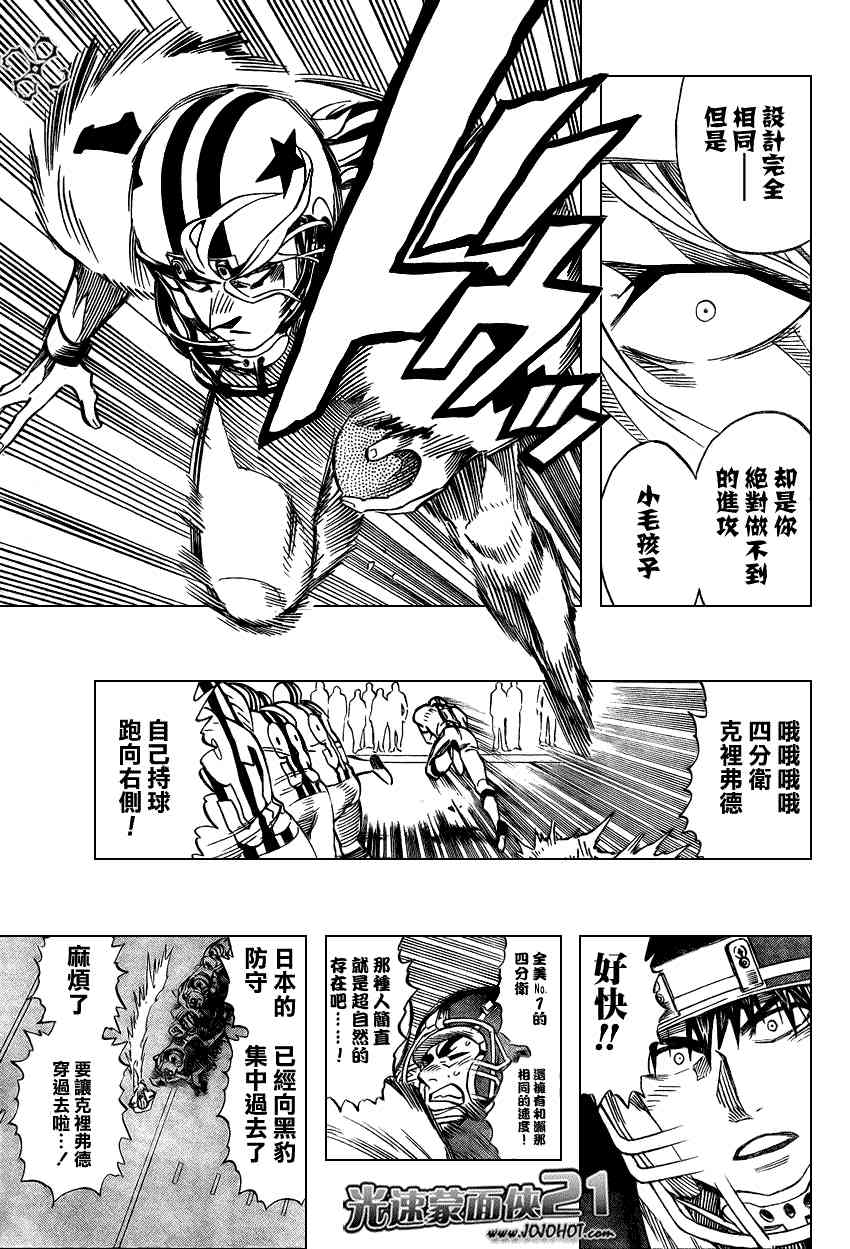 設計完全
相同——
但是
却是你
絕對做不到
的進攻
小毛孩子
ドウッ
哦哦哦哦
四分衛
克裡弗德
自己持球
跑向右側！
好快!!
全美No.1的
四分衛
還擁有和瀨那
相同的速度！
那種人簡直
就是超自然的
存在吧……！
日本的
防守
已經向黑豹
集中過去了
麻煩了
要讓克裡弗德
穿過去啦…！
光速蒙面俠21
www.JOJOHOT.com